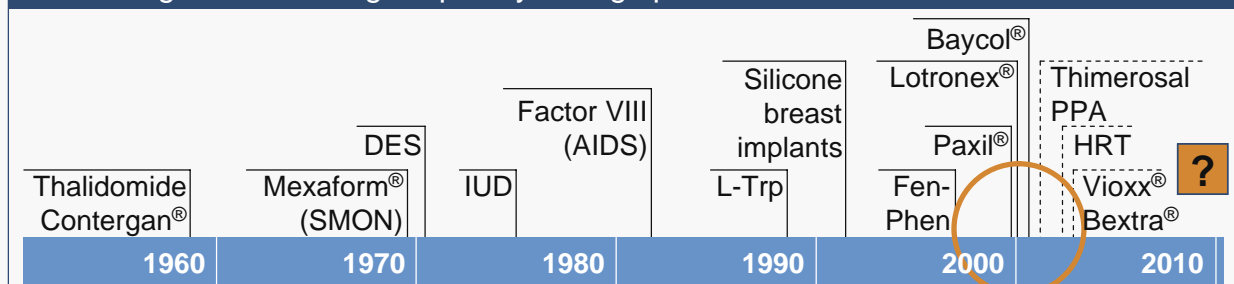 Baycol®
Silicone
breast
implants
Lotronex®
Thimerosal
PPA
Factor VIII
(AIDS)
DES
Paxil®
HRT
?
Thalidomide
Contergan®
Mexaform®
(SMON)
IUD
L-Trp
Fen-
Phen
Vioxx®
Bextra®
1960 1970 1980 1990 2000 2010